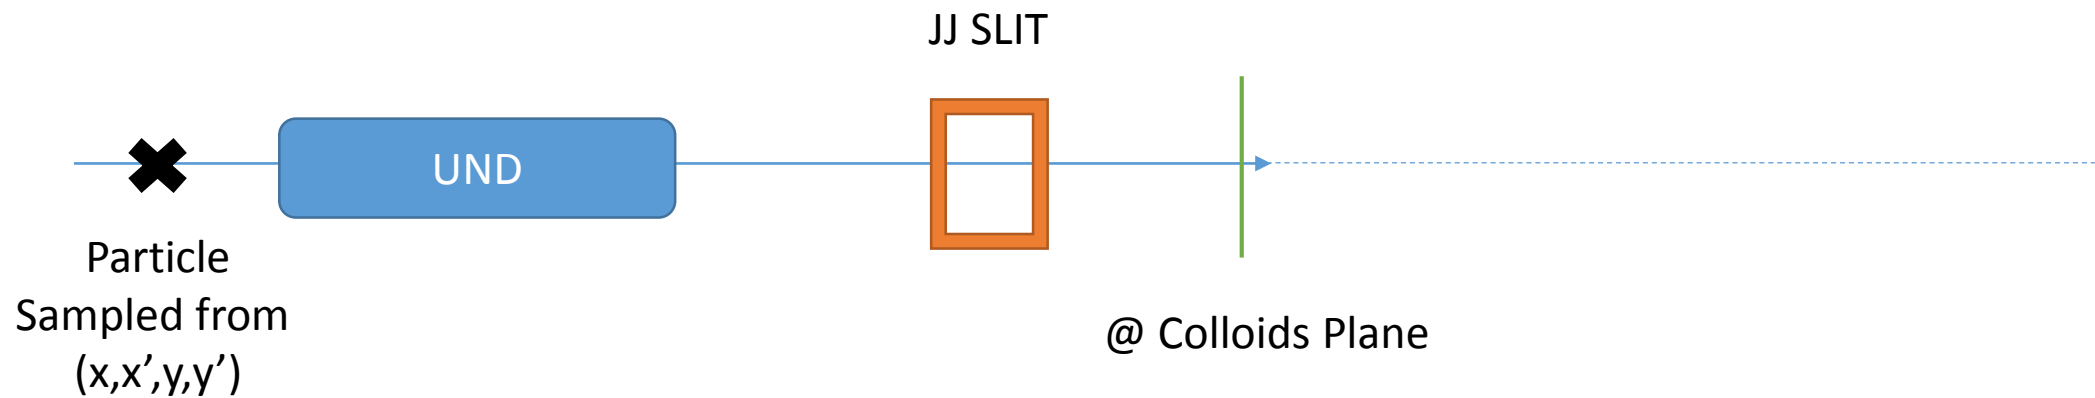 JJ SLIT
UND
Particle
Sampled from
(x,x’,y,y’)
@ Colloids Plane